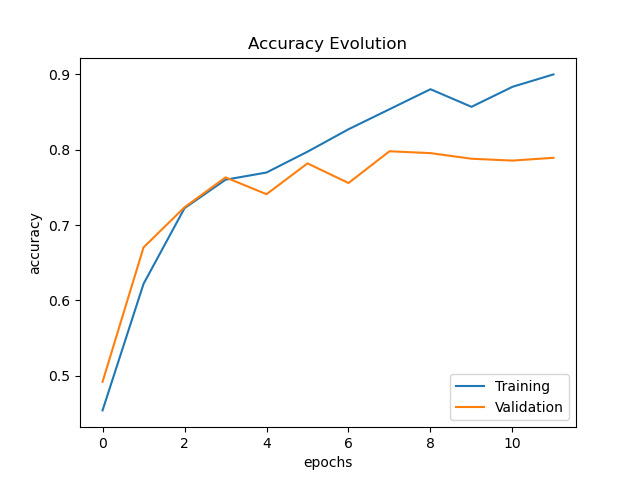 Accuracy Evolution
accuracy
0.9
0.8
0.7
0.6
0.5
0 2 4 6 8 10
epochs
Training
Validation